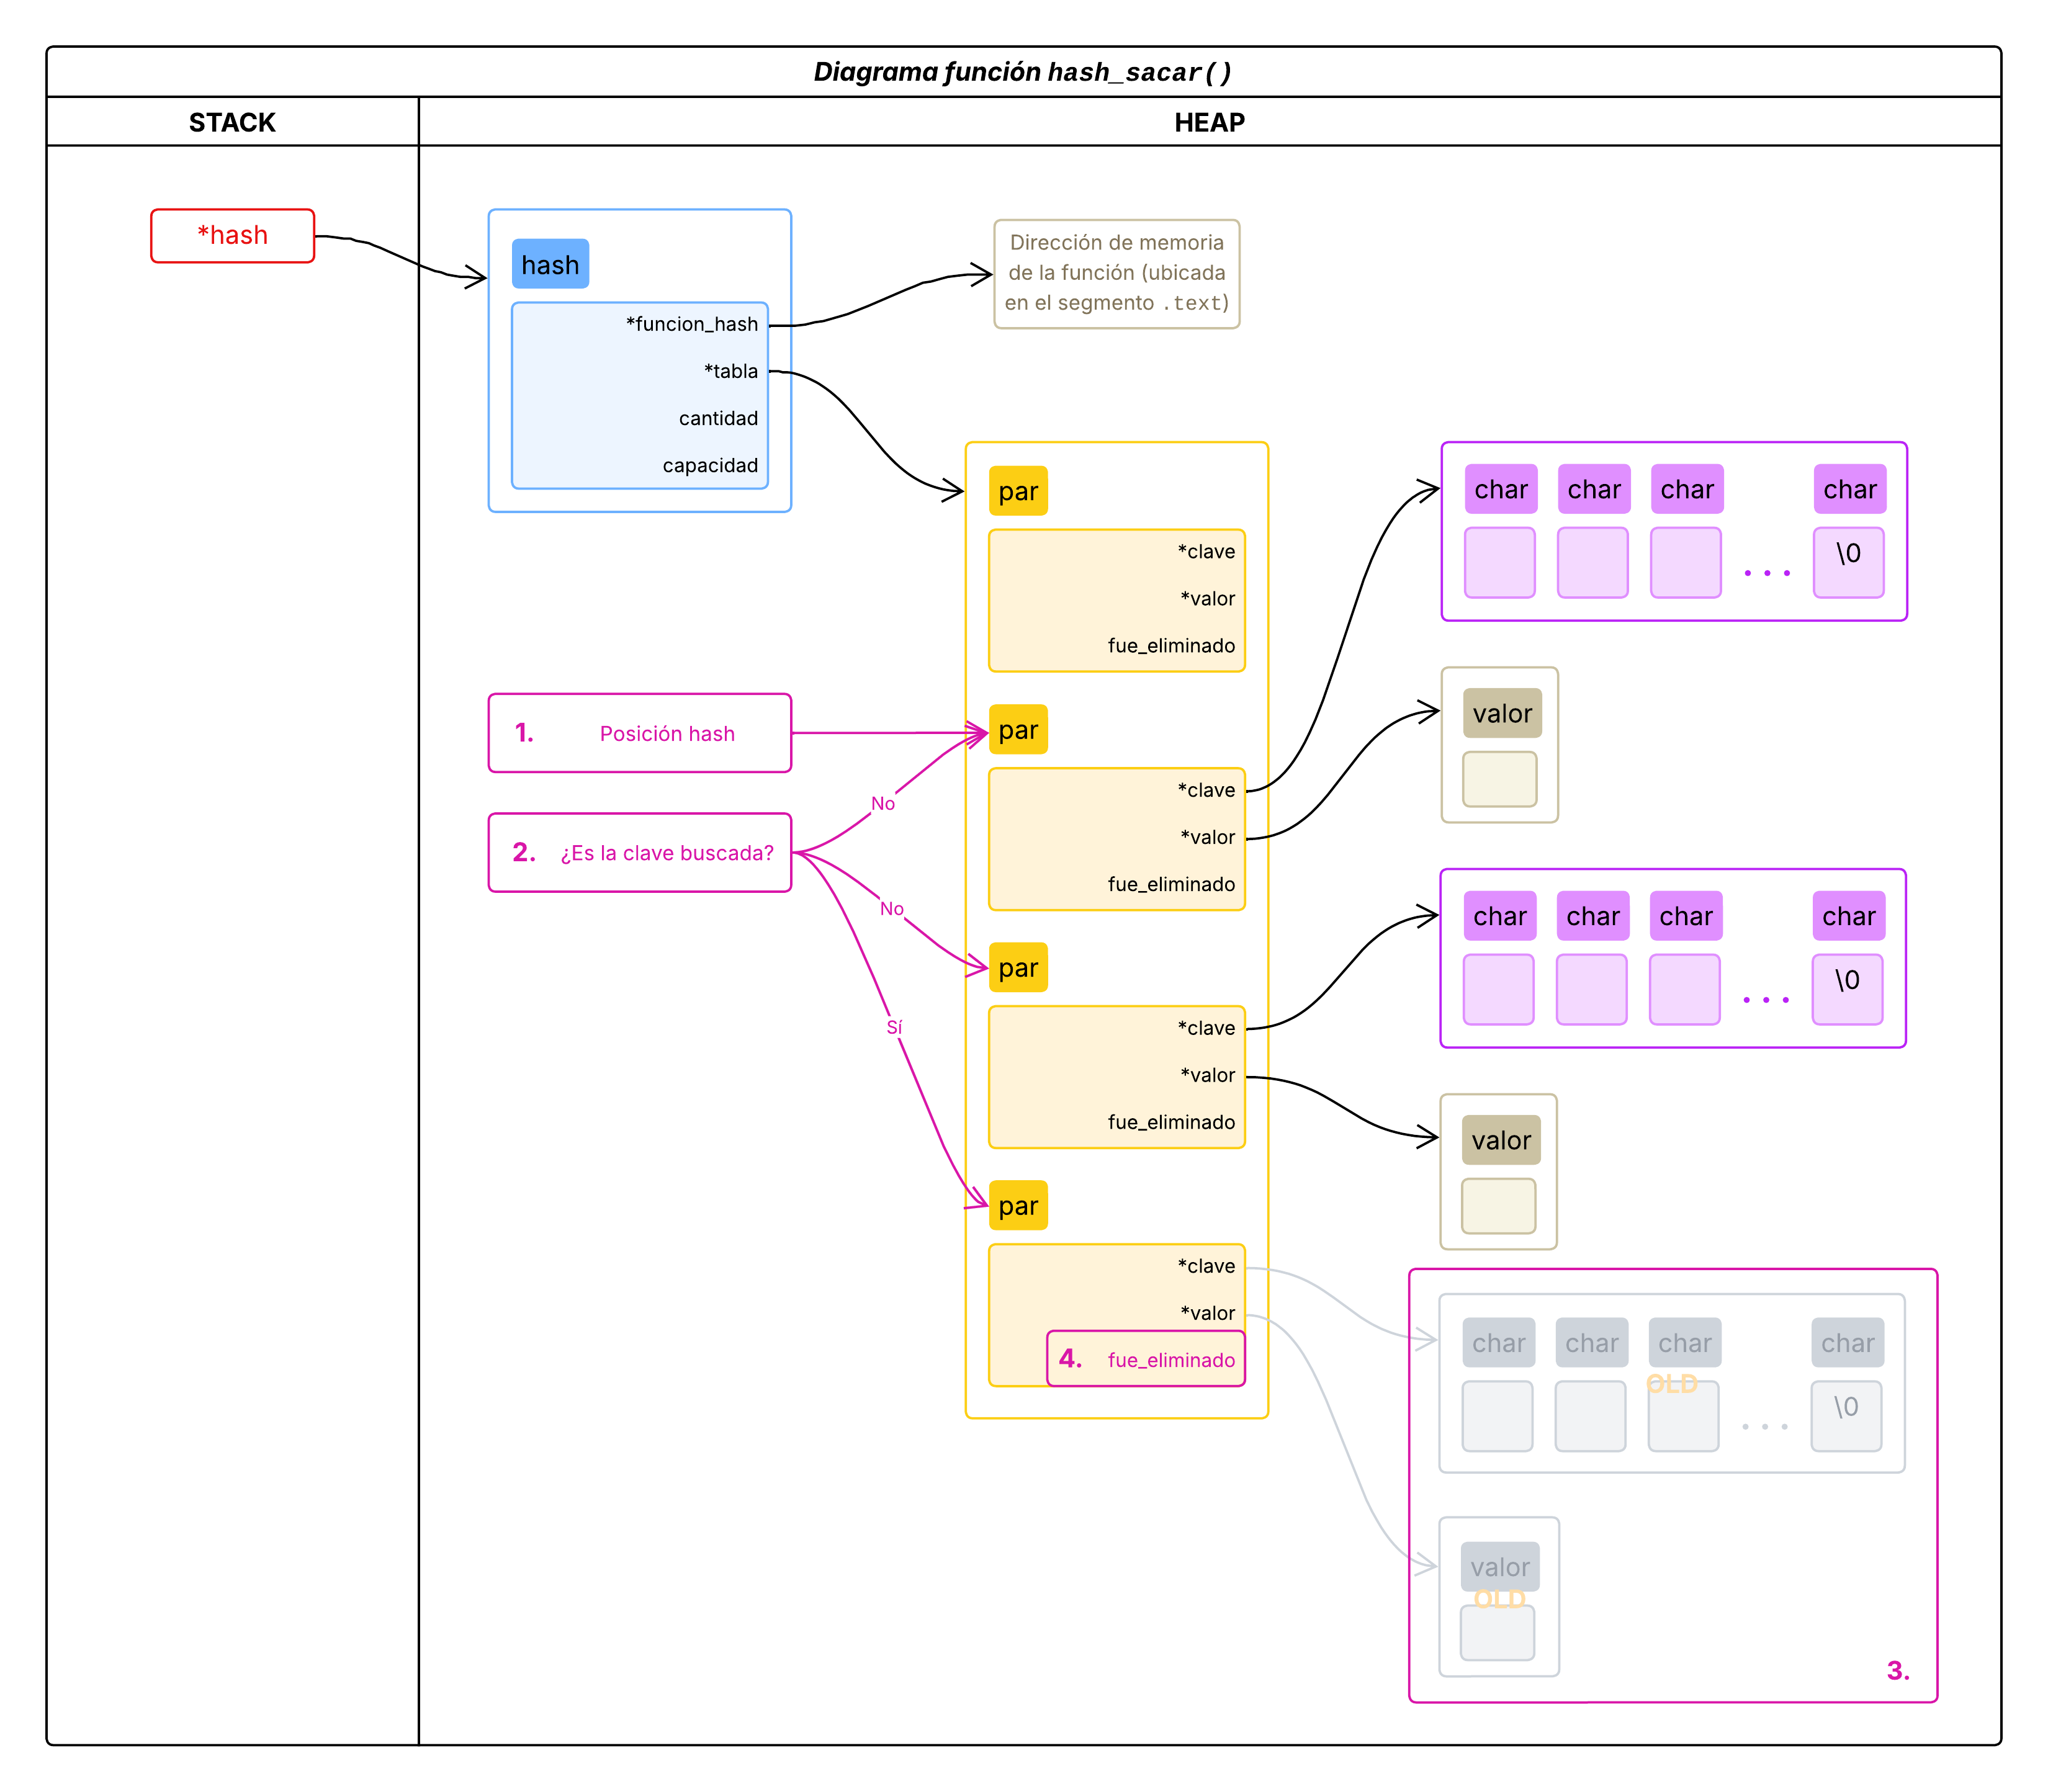 Diagrama función hash_sacar()
STACK
HEAP
*hash
hash
*funcion_hash
*tabla
cantidad
capacidad
Dirección de memoria
de la función (ubicada
en el segmento .text)
par
*clave
*valor
fue_eliminado
char char char char
\0
. . .
1. Posición hash
par
*clave
*valor
fue_eliminado
valor
2. ¿Es la clave buscada?
No
No
Sí
par
*clave
*valor
fue_eliminado
char char char char
\0
. . .
valor
par
*clave
*valor
4. fue_eliminado
char char char char
OLD
\0
. . .
valor
OLD
3.